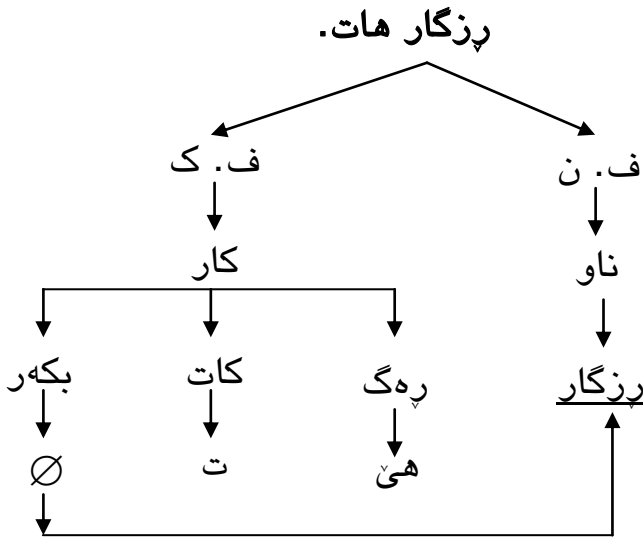 ڕزگار هات.
ف. ن ف. ک
ناو کار
ڕزگار ڕەگ کات بکەر
هێ ت ∅